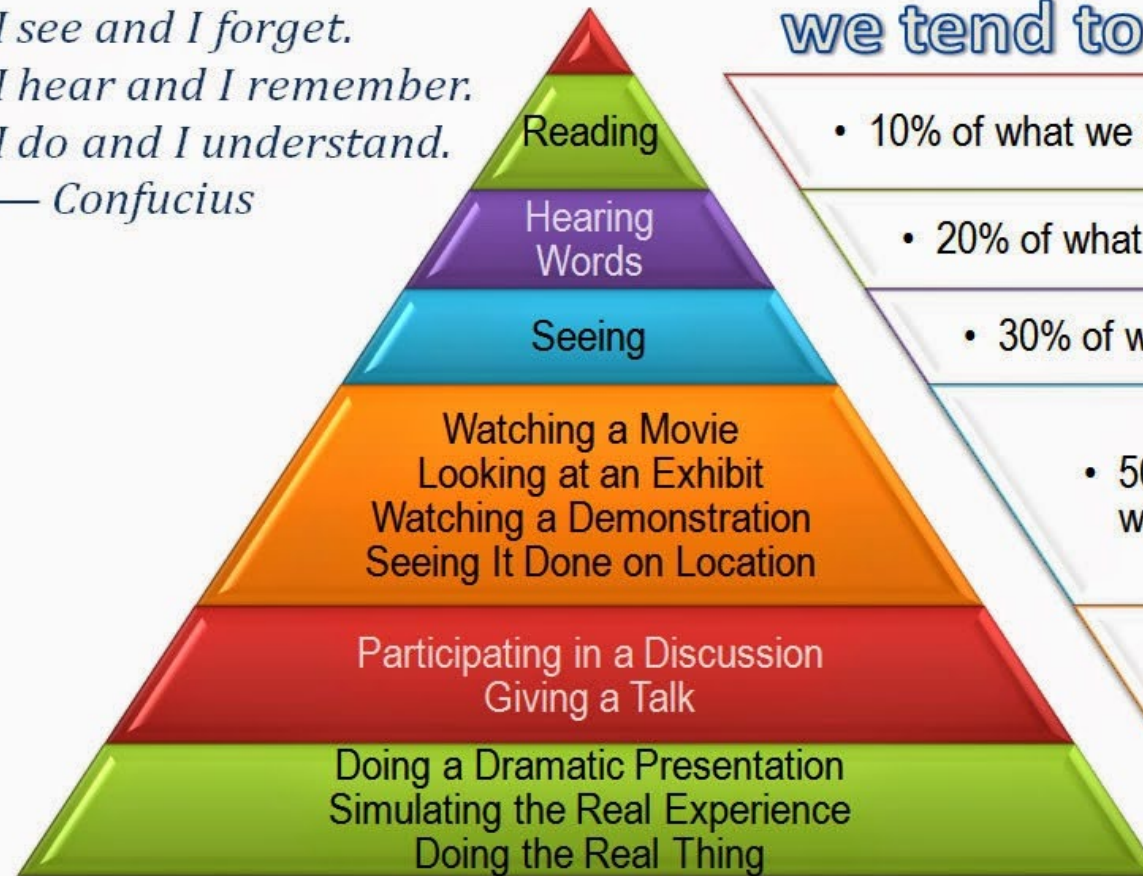 I see and I forget.
I hear and I remember.
I do and I understand.
— Confucius
we tend to
Reading
Hearing
Words
Seeing
Watching a Movie
Looking at an Exhibit
Watching a Demonstration
Seeing It Done on Location
Participating in a Discussion
Giving a Talk
Doing a Dramatic Presentation
Simulating the Real Experience
Doing the Real Thing
• 10% of what we
• 20% of what
• 30% of
•